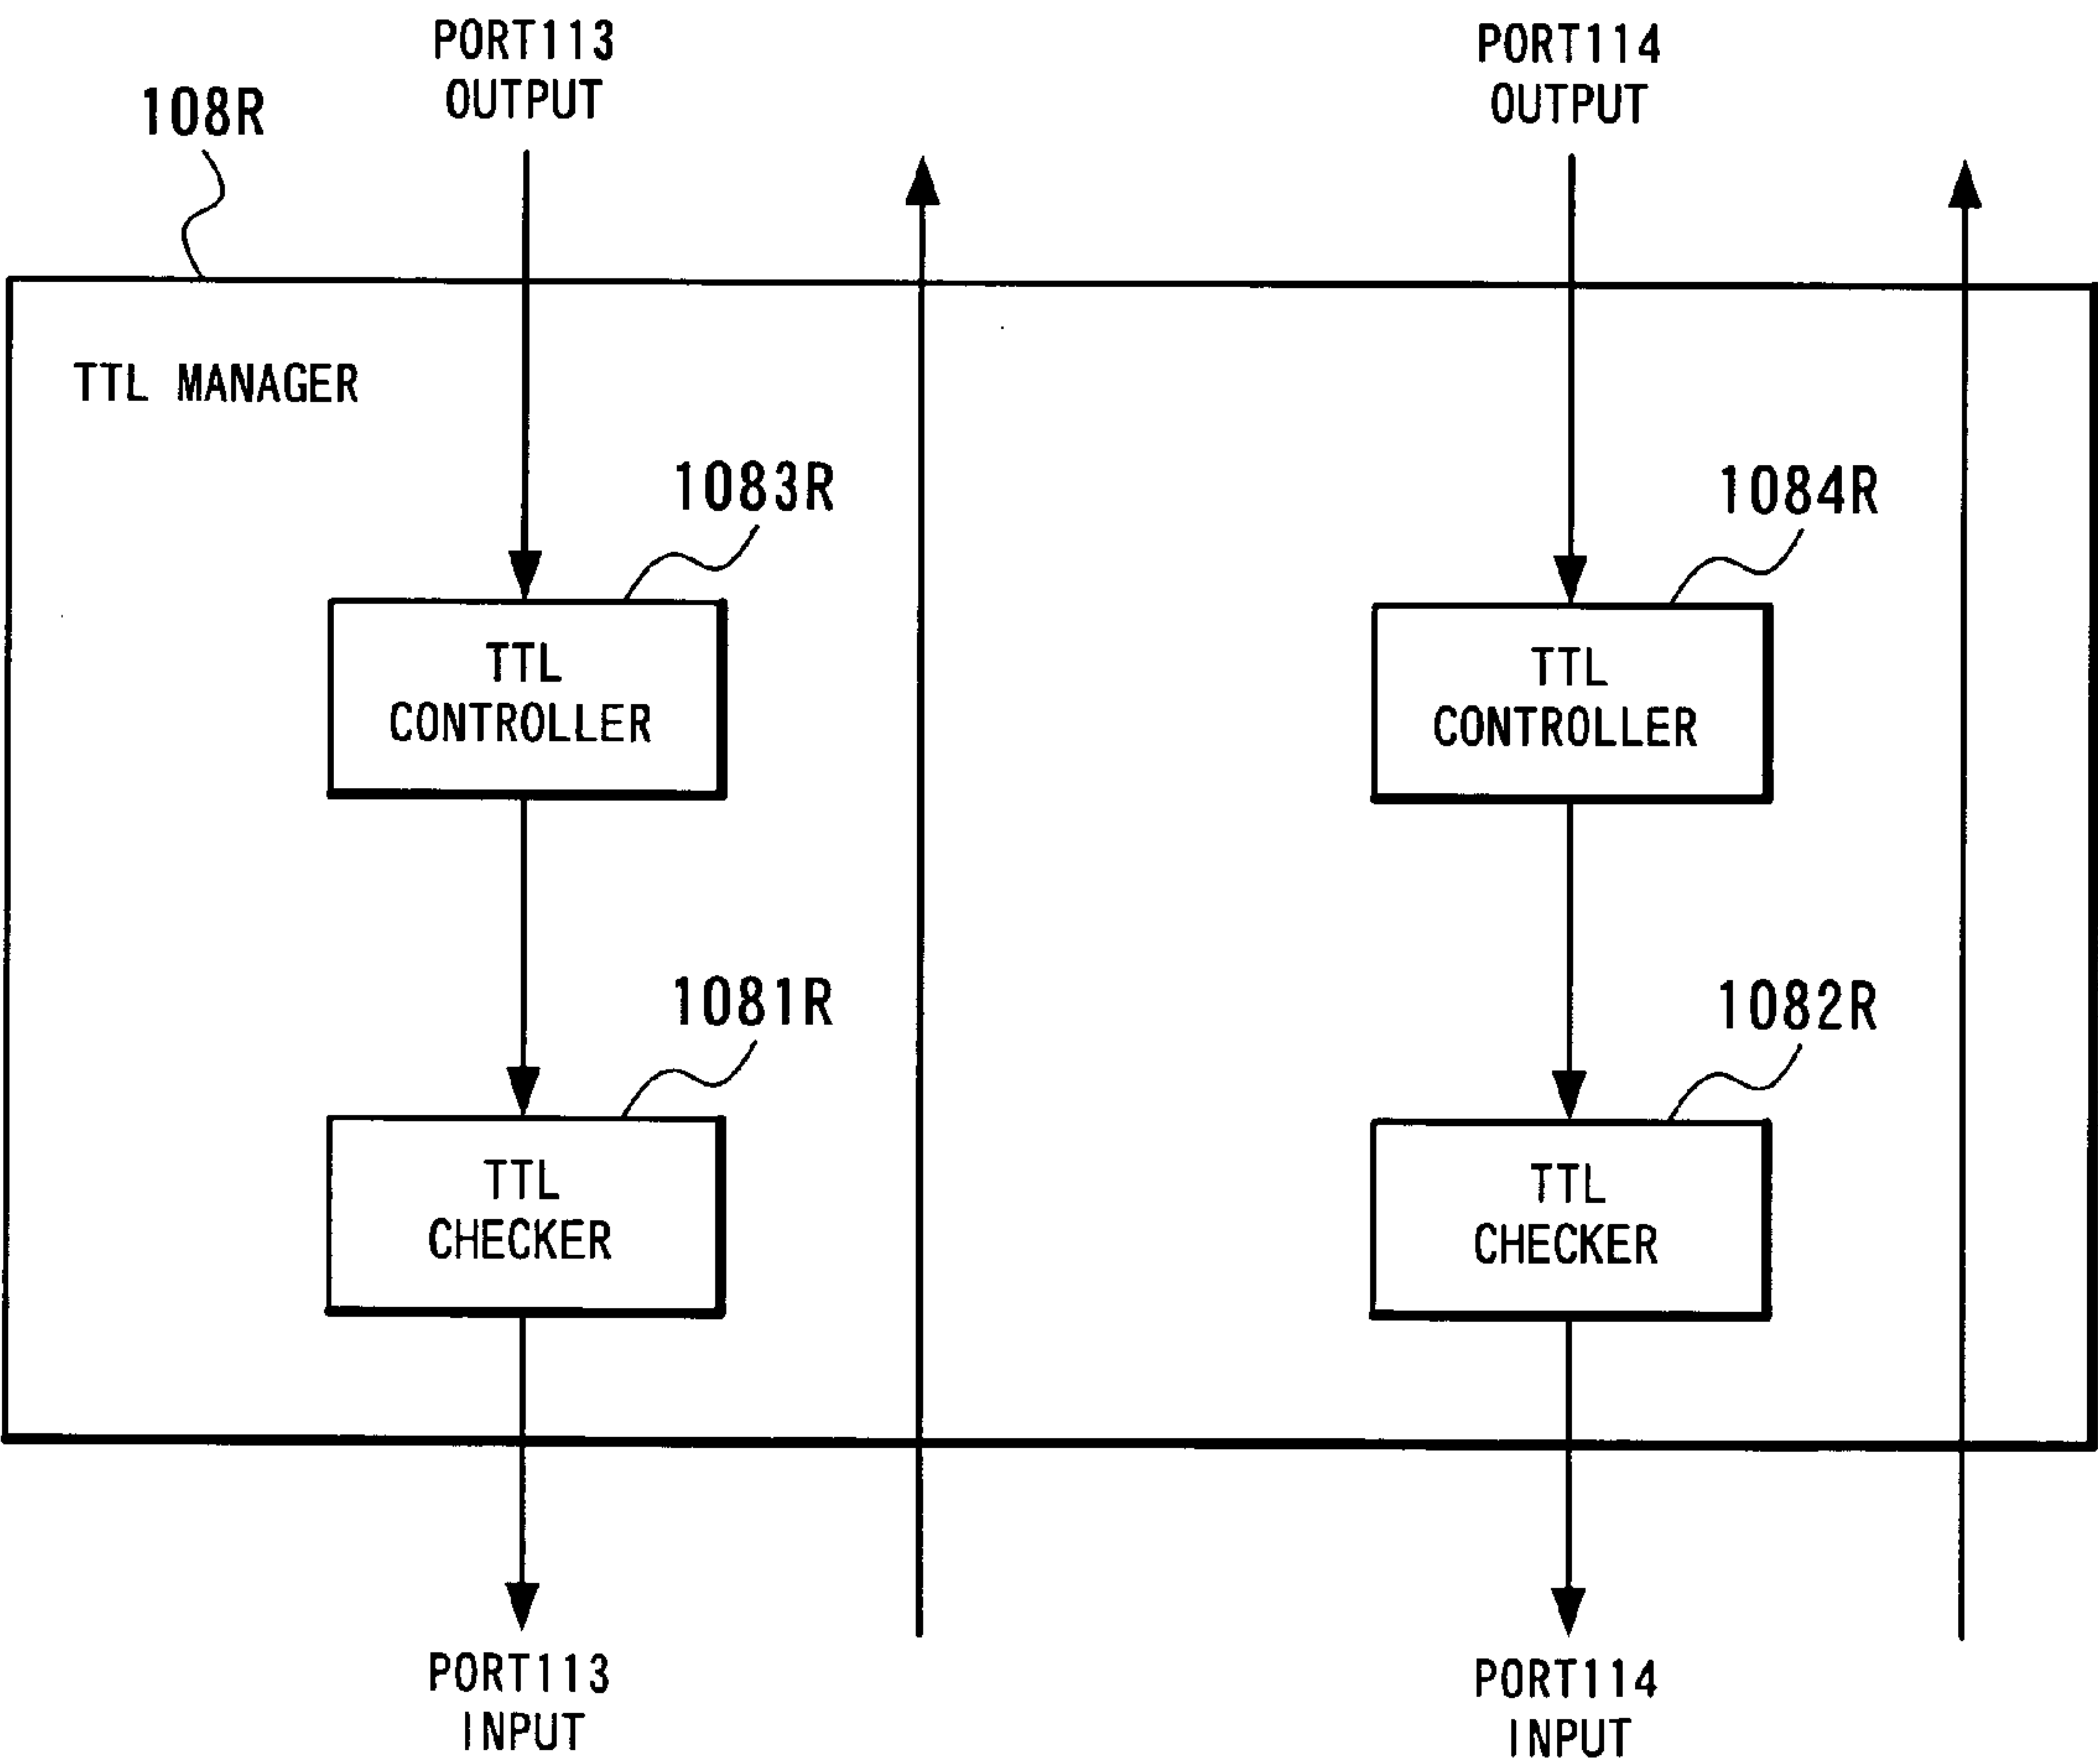 PORT113
OUTPUT
PORT114
OUTPUT
108R
TTL MANAGER
1083R
1084R
TTL
CONTROLLER
TTL
CONTROLLER
1081R
1082R
TTL
CHECKER
TTL
CHECKER
PORT113
INPUT
PORT114
INPUT